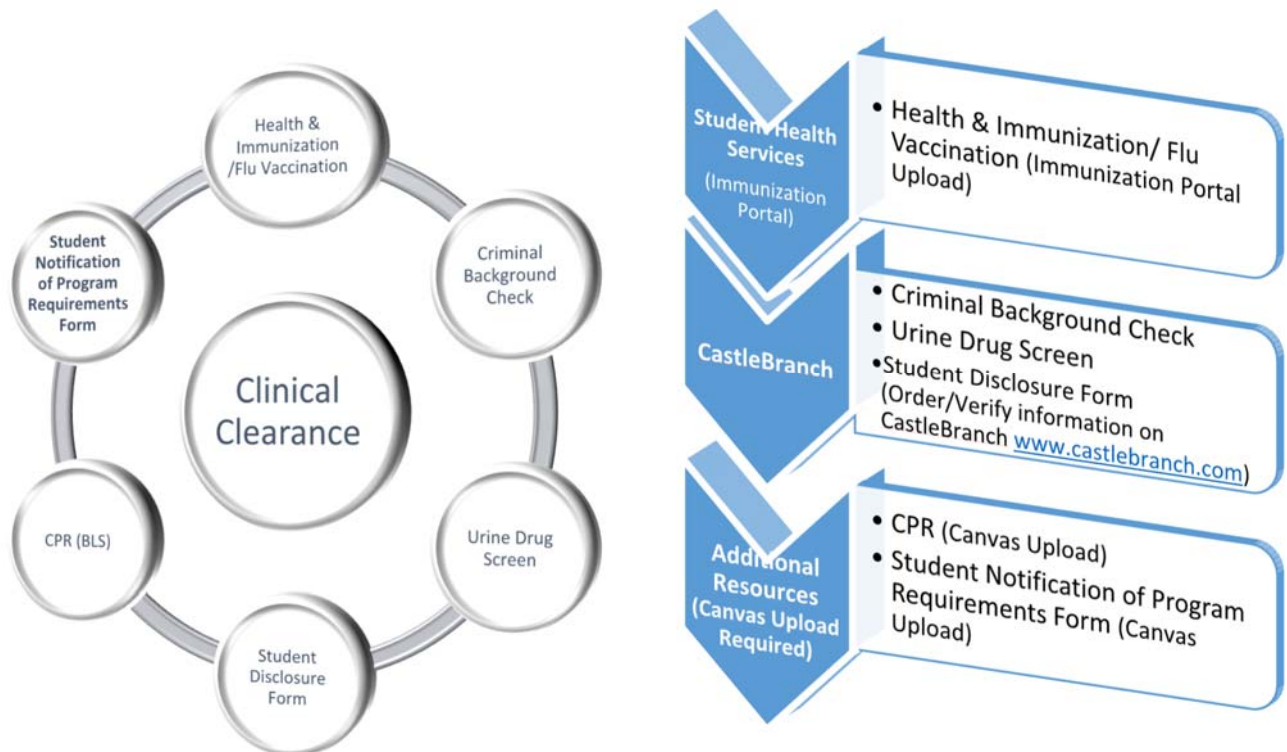 Health &
Immunization
/Flu Vaccination
Criminal
Background
Check
Urine Drug
Screen
Student
Disclosure
Form
CPR (BLS)
Student
Notification
of Program
Requirements
Form
Clinical
Clearance
Student Health
Services
(Immunization
Portal)
• Health & Immunization/ Flu
Vaccination (Immunization Portal
Upload)
CastleBranch
• Criminal Background Check
• Urine Drug Screen
•Student Disclosure Form
(Order/Verify information on
CastleBranch www.castlebranch.com)
Additional
Resources
(Canvas Upload
Required)
• CPR (Canvas Upload)
• Student Notification of Program
Requirements Form (Canvas
Upload)